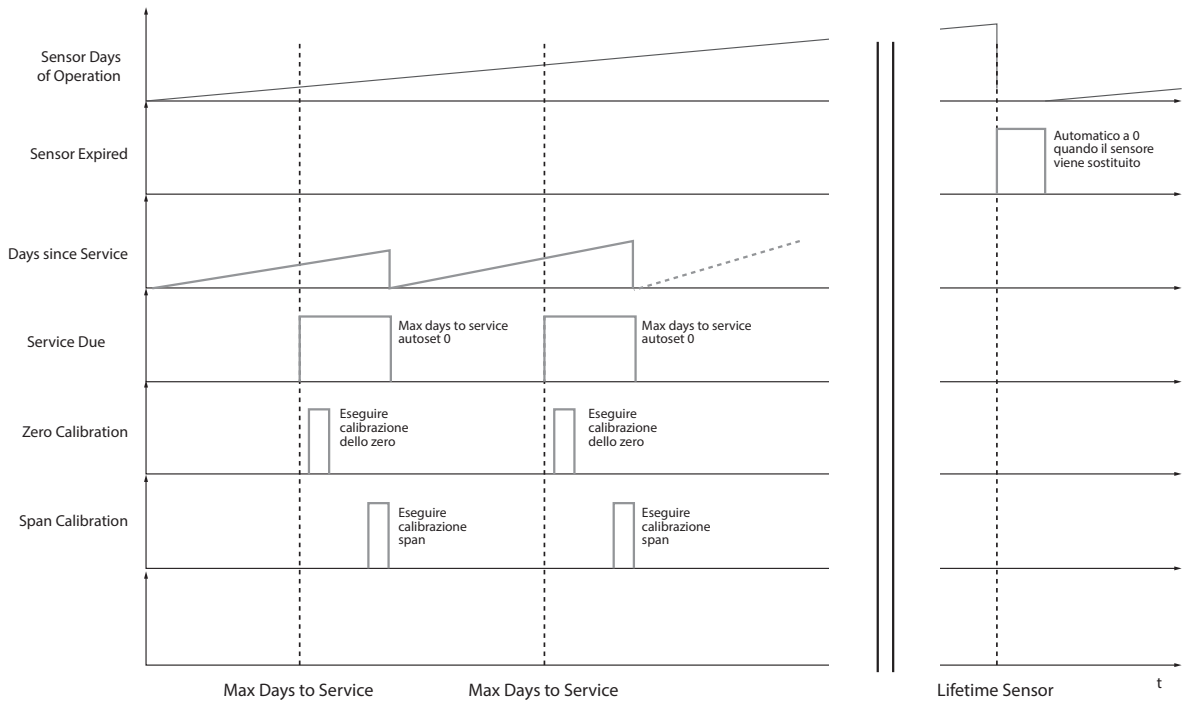 Sensor Days
of Operation
Sensor Expired
Automatico a 0
quando il sensore
viene sostituito
Days since Service
Service Due
Max days to service
autoset 0
Max days to service
autoset 0
Zero Calibration
Eseguire
calibrazione
dello zero
Eseguire
calibrazione
dello zero
Span Calibration
Eseguire
calibrazione
span
Eseguire
calibrazione
span
Max Days to Service
Max Days to Service
Lifetime Sensor
t